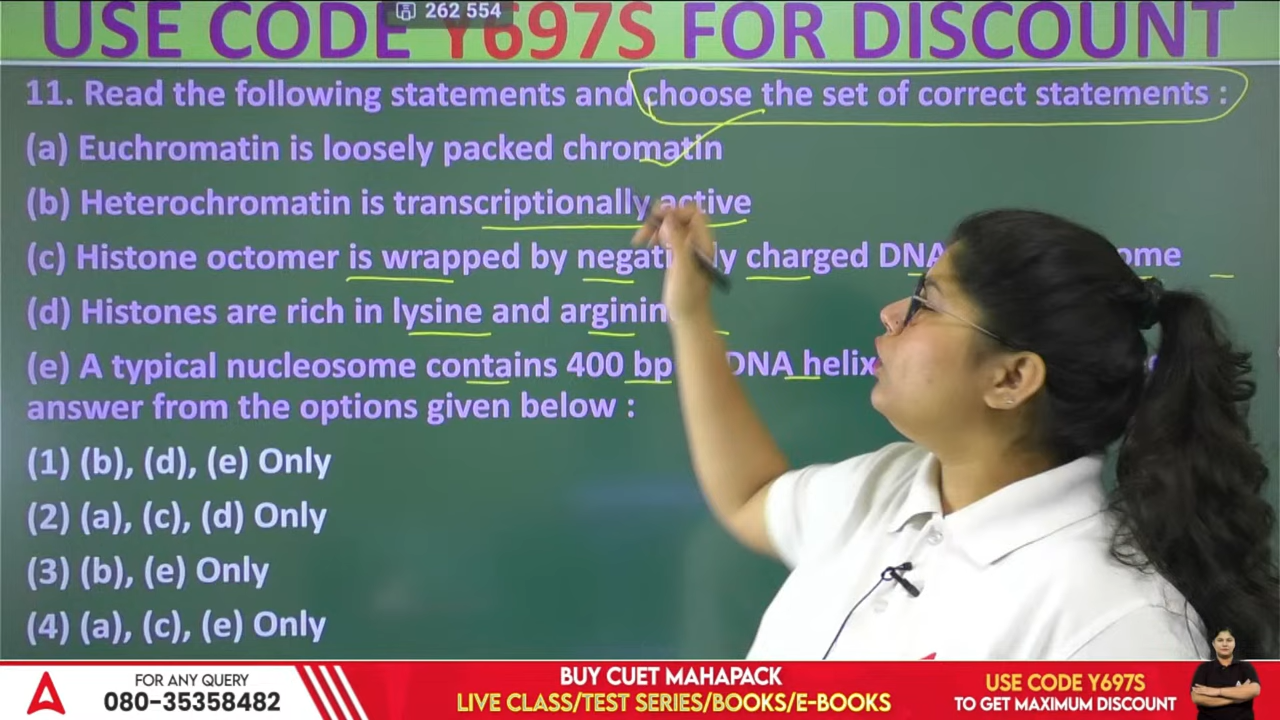 USE CODE Y697S FOR DISCOUNT
262 554
11. Read the following statements and choose the set of correct statements :
(a) Euchromatin is loosely packed chromatin
(b) Heterochromatin is transcriptionally active
(c) Histone octomer is wrapped by charged
(d) Histones are rich in lysine and
(e) A typical nucleosome contains 400 bp DNA helix
answer from the options given below :
(1) (b), (d), (e) Only
(2) (a), (c), (d) Only
(3) (b), (e) Only
(4) (a), (c), (e) Only
FOR ANY QUERY
080-35358482
BUY CUET MAHAPACK
LIVE CLASS/TEST SERIES/BOOKS/E-BOOKS
USE CODE Y697S
TO GET MAXIMUM DISCOUNT